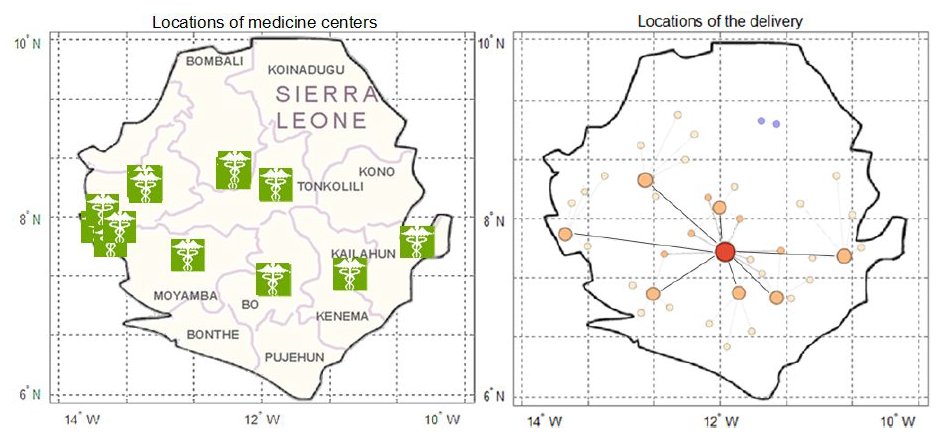 Locations of medicine centers
Locations of the delivery
10° N
BOMBALI
KOINADUGU
SIERRA
LEONE
KONO
TONKOLILI
8° N
KAILAHUN
MOYAMBA
BO
KENEMA
BONTHE
PUJEHUN
6° N
14° W
12° W
10° W
10° N
8° N
6° N
14° W
12° W
10° W